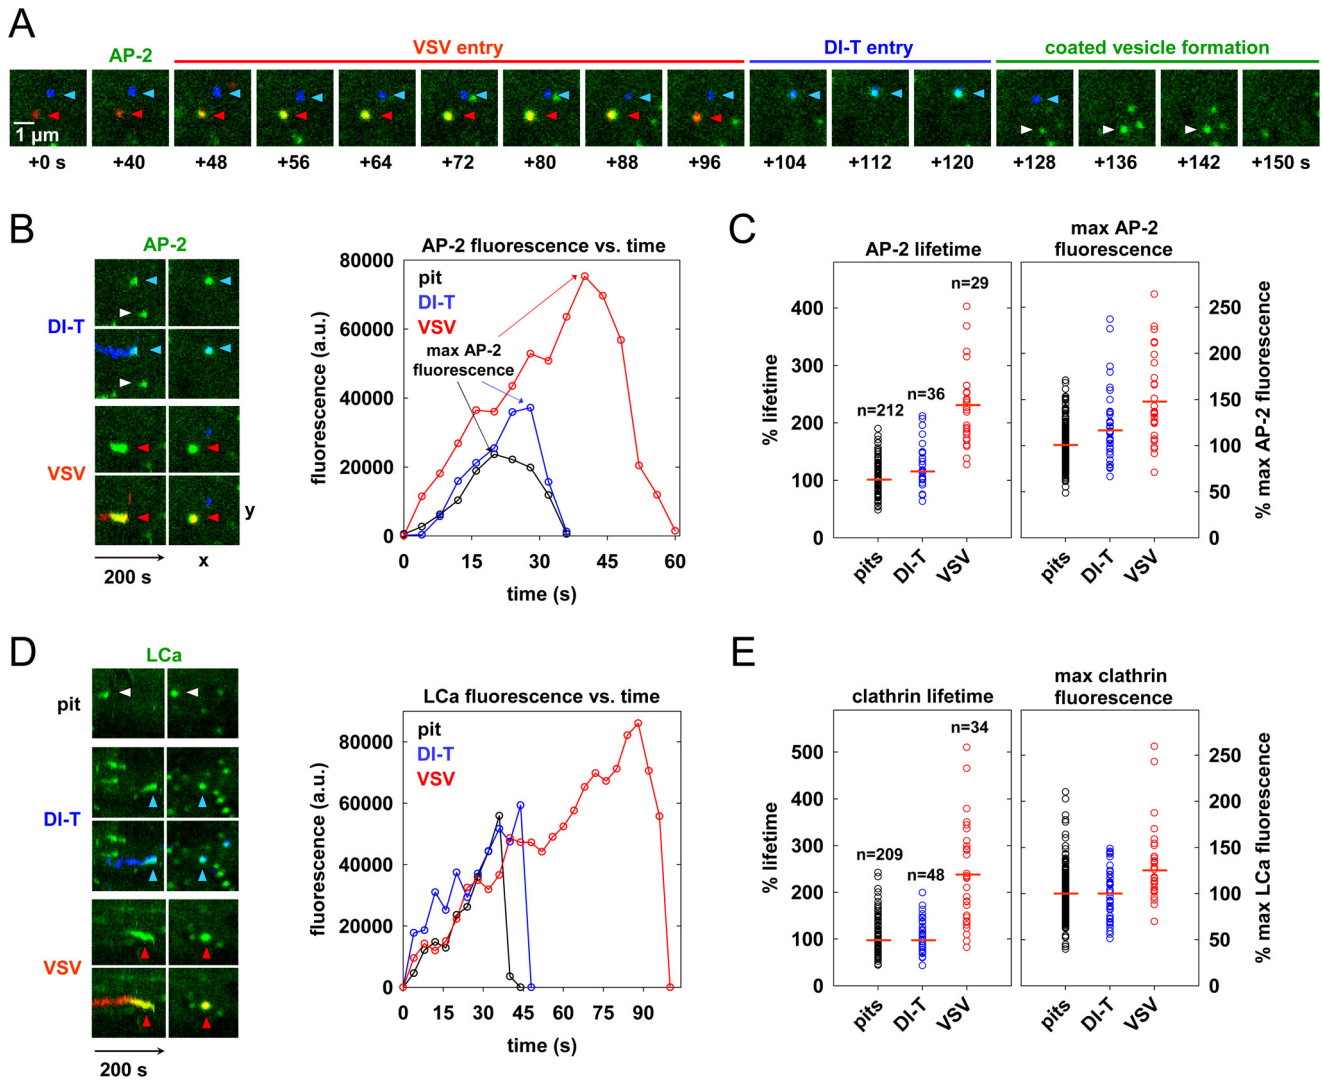 A
AP-2
VSV entry
DI-T entry
coated vesicle formation
1 µm
+0 s
+40
+48
+56
+64
+72
+80
+88
+96
+104
+112
+120
+128
+136
+142
+150 s
B
AP-2
DI-T
VSV
y
x
200 s
AP-2 fluorescence vs. time
pit
DI-T
VSV
max AP-2
fluorescence
fluorescence (a.u.)
80000
60000
40000
20000
0
0
15
30
45
60
time (s)
C
AP-2 lifetime
max AP-2
fluorescence
n=212
n=36
n=29
% lifetime
400
300
200
100
0
pits
DI-T
VSV
pits
DI-T
VSV
250
200
150
100
50
0
% max AP-2 fluorescence
D
LCa
pit
DI-T
VSV
200 s
LCa fluorescence vs. time
pit
DI-T
VSV
fluorescence (a.u.)
80000
60000
40000
20000
0
0
15
30
45
60
75
90
time (s)
E
clathrin lifetime
max clathrin
fluorescence
n=209
n=48
n=34
% lifetime
500
400
300
200
100
0
pits
DI-T
VSV
pits
DI-T
VSV
250
200
150
100
50
0
% max LCa fluorescence